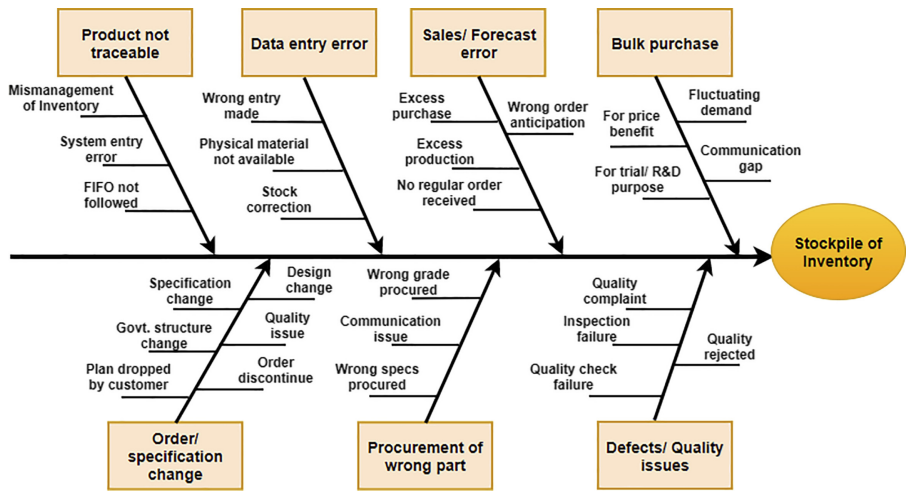 Product not
traceable
Data entry error
Sales/ Forecast
error
Bulk purchase
Mismanagement
of Inventory
System entry
error
FIFO not
followed
Wrong entry
made
Physical material
not available
Stock
correction
Excess
purchase
Wrong order
anticipation
Excess
production
No regular order
received
Fluctuating
demand
For price
benefit
Communication
gap
For trial/ R&D
purpose
Stockpile of
Inventory
Specification
change
Design
change
Govt. structure
change
Quality
issue
Plan dropped
by customer
Order
discontinue
Wrong grade
procured
Communication
issue
Wrong specs
procured
Quality
complaint
Inspection
failure
Quality
rejected
Quality check
failure
Order/
specification
change
Procurement of
wrong part
Defects/ Quality
issues